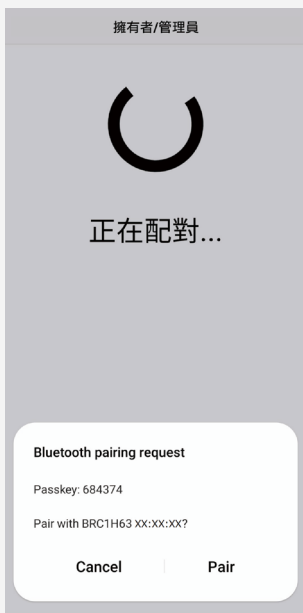 擁有者/管理員
正在配對...
Bluetooth pairing request
Passkey: 684374
Pair with BRC1H63 XX:XX:XX?
Cancel Pair